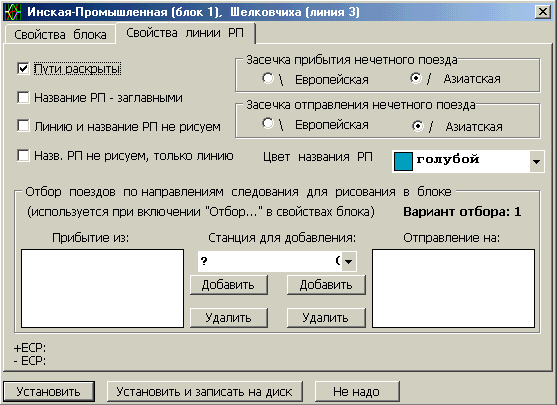 Инская-Промышленная (блок 1), Шелковчиха (линия 3)
Свойства блока
Свойства линии РП
Пути раскрыты
Название РП - заглавными
Линию и название РП не рисуем
Назв. РП не рисуем, только линию
Засечка прибытия нечетного поезда
\ Европейская
/ Азиатская
Засечка отправления нечетного поезда
\ Европейская
/ Азиатская
Цвет названия РП
голубой
Отбор поездов по направлениям следования для рисования в блоке
(используется при включении "Отбор..." в свойствах блока)
Вариант отбора: 1
Прибытие из:
Станция для добавления:
Отправление на:
?
Добавить
Добавить
Удалить
Удалить
+ЕСР:
- ЕСР:
Установить
Установить и записать на диск
Не надо